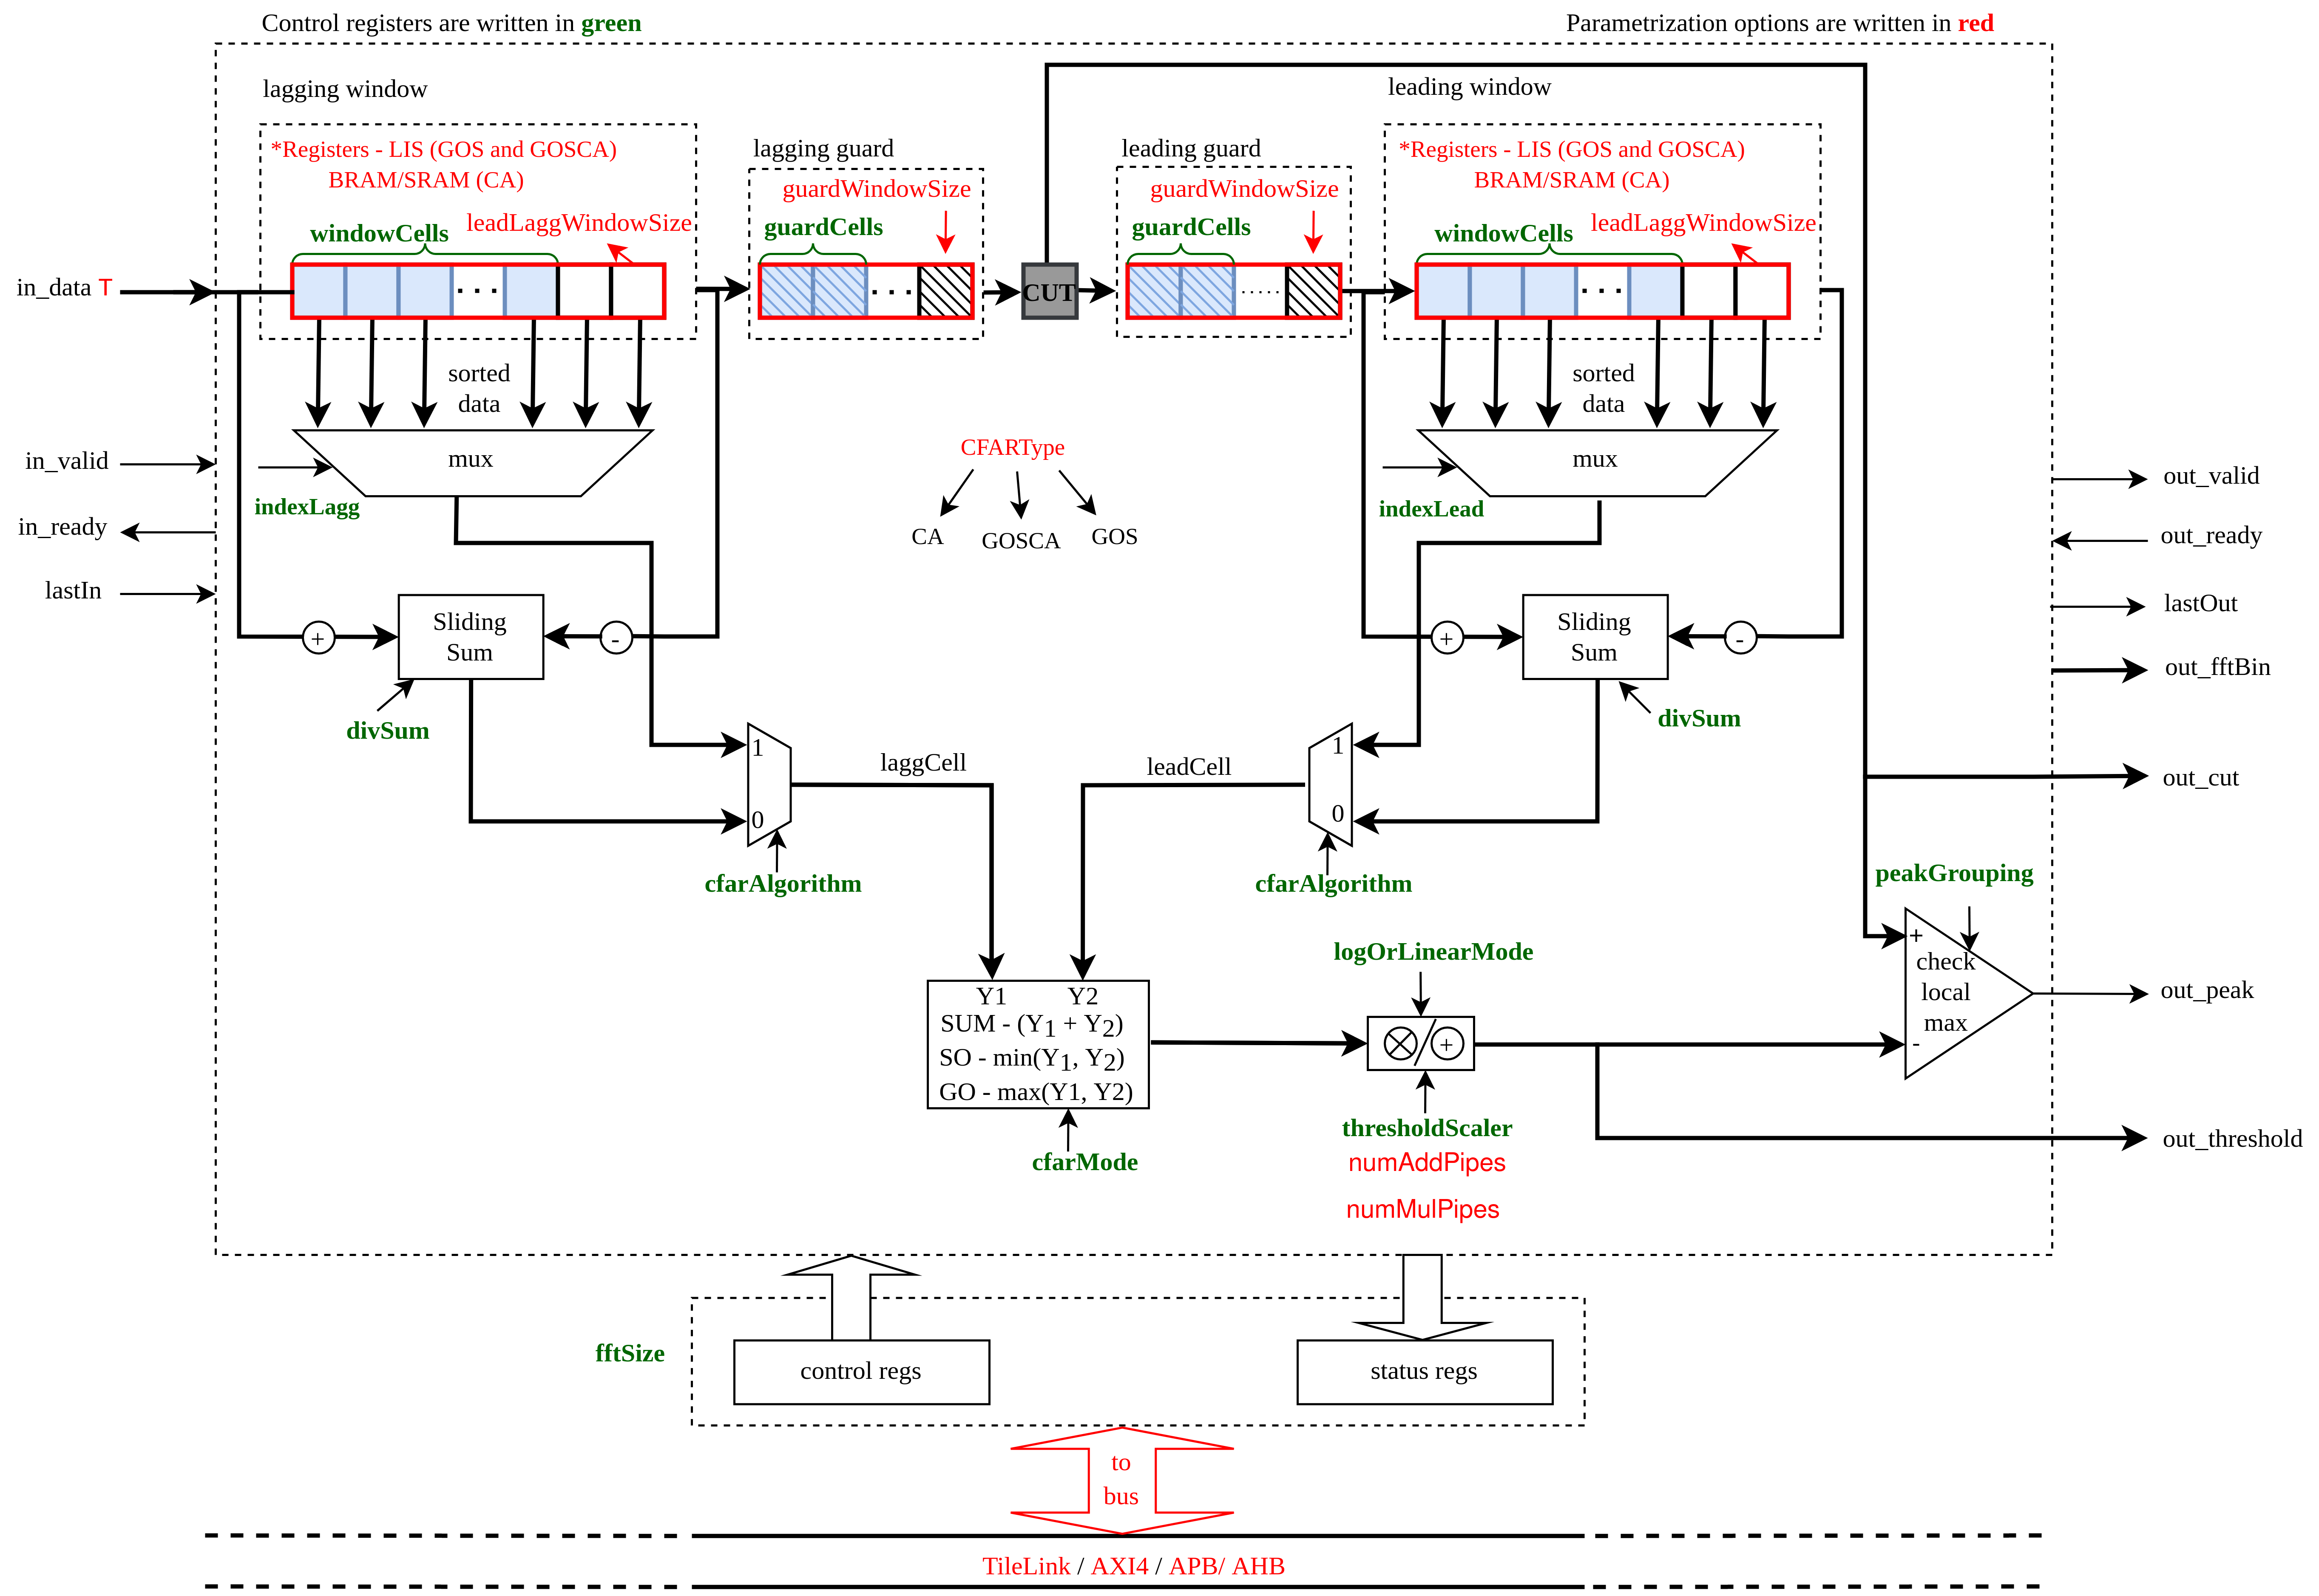 Control registers are written in green
Parametrization options are written in red
lagging window
leading window
*Registers - LIS (GOS and GOSCA)
BRAM/SRAM (CA)
lagging guard
leading guard
*Registers - LIS (GOS and GOSCA)
BRAM/SRAM (CA)
guardWindowSize
guardWindowSize
windowCells
leadLaggWindowSize
guardCells
guardCells
windowCells
leadLaggWindowSize
in_data T
CUT
sorted
data
sorted
data
mux
mux
CFARType
in_valid
indexLagg
indexLead
out_valid
in_ready
CA
GOSCA
GOS
out_ready
lastIn
lastOut
+
Sliding
Sum
-
+
Sliding
Sum
-
out_fftBin
divSum
divSum
1
0
laggCell
leadCell
1
0
out_cut
cfarAlgorithm
cfarAlgorithm
peakGrouping
logOrLinearMode
+
check
local
max
-
out_peak
Y1 Y2
SUM - (Y1 + Y2)
SO - min(Y1, Y2)
GO - max(Y1, Y2)
+
cfarMode
thresholdScaler
numAddPipes
numMulPipes
out_threshold
fftSize
control regs
status regs
to
bus
TileLink / AXI4 / APB/ AHB